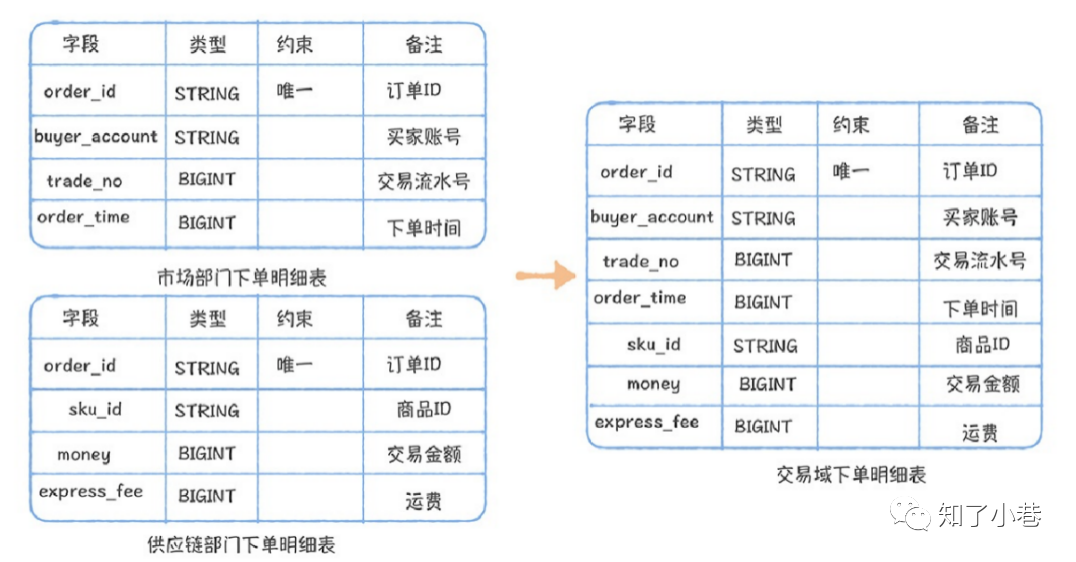 字段 类型 约束 备注
order_id STRING 唯一 订单ID
buyer_account STRING 买家账号
trade_no BIGINT 交易流水号
order_time BIGINT 下单时间
市场部门下单明细表
字段 类型 约束 备注
order_id STRING 唯一 订单ID
sku_id STRING 商品ID
money BIGINT 交易金额
express_fee BIGINT 运费
供应链部门下单明细表
字段 类型 约束 备注
order_id STRING 唯一 订单ID
buyer_account STRING 买家账号
trade_no BIGINT 交易流水号
order_time BIGINT 下单时间
sku_id STRING 商品ID
money BIGINT 交易金额
express_fee BIGINT 运费
交易域下单明细表
知了小巷